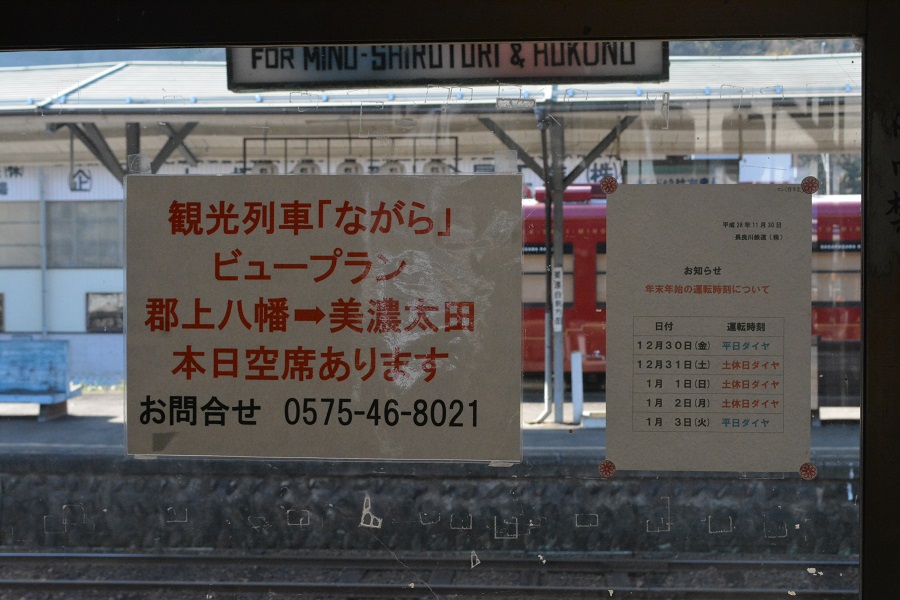 FOR MINO-SHIROTORI & HOKUNO
観光列車「ながら」
ビュープラン
郡上八幡➡美濃太田
本日空席あります
お問合せ 0575-46-8021
平成28年11月30日
長良川鉄道(株)
お知らせ
年末年始の運転時刻について
日付 運転時刻
12月30日(金) 平日ダイヤ
12月31日(土) 土休日ダイヤ
1月 1日(日) 土休日ダイヤ
1月 2日(月) 土休日ダイヤ
1月 3日(火) 平日ダイヤ
企
㈱